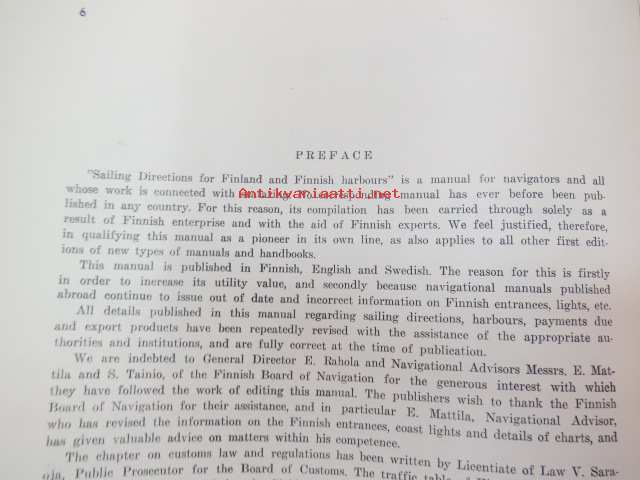 6
PREFACE
"Sailing Directions for Finland and Finnish harbours" is a manual for navigators and all
whose work is connected with Antikvariaatti.net manual has ever before been pub-
lished in any country. For this reason, its compilation has been carried through solely as a
result of Finnish enterprise and with the aid of Finnish experts. We feel justified, therefore,
in qualifying this manual as a pioneer in its own line, as also applies to all other first edit-
ions of new types of manuals and handbooks.
This manual is published in Finnish, English and Swedish. The reason for this is firstly
in order to increase its utility value, and secondly because navigational manuals published
abroad continue to issue out of date and incorrect information on Finnish entrances, lights, etc.
All details published in this manual regarding sailing directions, harbours, payments due
and export products have been repeatedly revised with the assistance of the appropriate au-
thorities and institutions, and are fully correct at the time of publication.
We are indebted to General Director E. Rahola and Navigational Advisors Messrs. E. Mat-
tila and S. Tainio, of the Finnish Board of Navigation for the generous interest with which
they have followed the work of editing this manual. The publishers wish to thank the Finnish
Board of Navigation for their assistance, and in particular E. Mattila, Navigational Advisor,
who has revised the information on the Finnish entrances, coast lights and details of charts, and
has given valuable advice on matters within his competence.
The chapter on customs law and regulations has been written by Licentiate of Law V. Sara-
oja, Public Prosecutor for the Board of Customs. The traffic table of